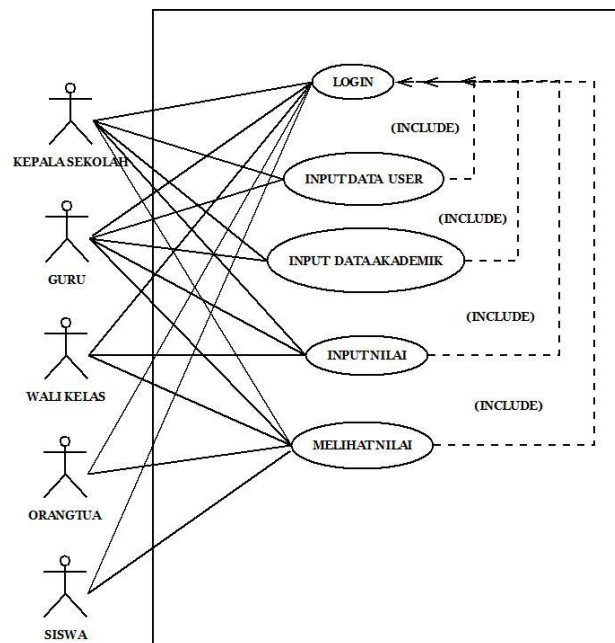 LOGIN
(INCLUDE)
KEPALA SEKOLAH
INPUT DATA USER
(INCLUDE)
INPUT DATA AKADEMIK
GURU
(INCLUDE)
INPUT NILAI
WALI KELAS
(INCLUDE)
MELIHAT NILAI
ORANGTUA
SISWA